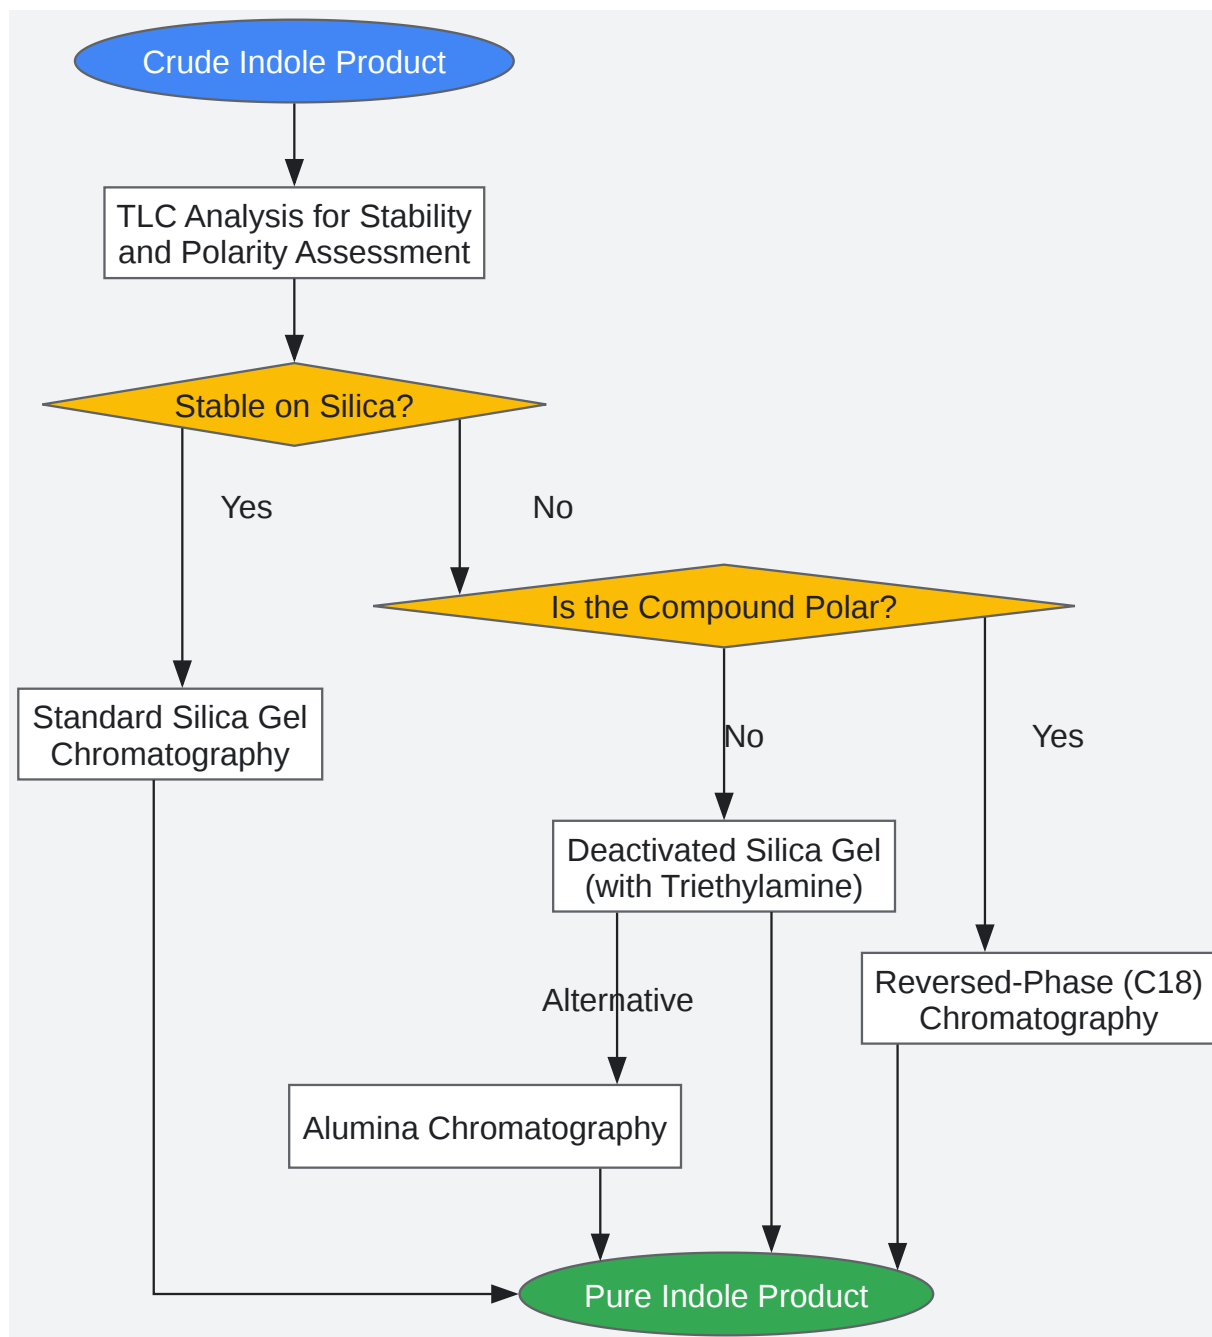 Crude Indole Product
TLC Analysis for Stability
and Polarity Assessment
Stable on Silica?
Yes
No
Is the Compound Polar?
Standard Silica Gel
Chromatography
No
Yes
Deactivated Silica Gel
(with Triethylamine)
Reversed-Phase (C18)
Chromatography
Alternative
Alumina Chromatography
Pure Indole Product